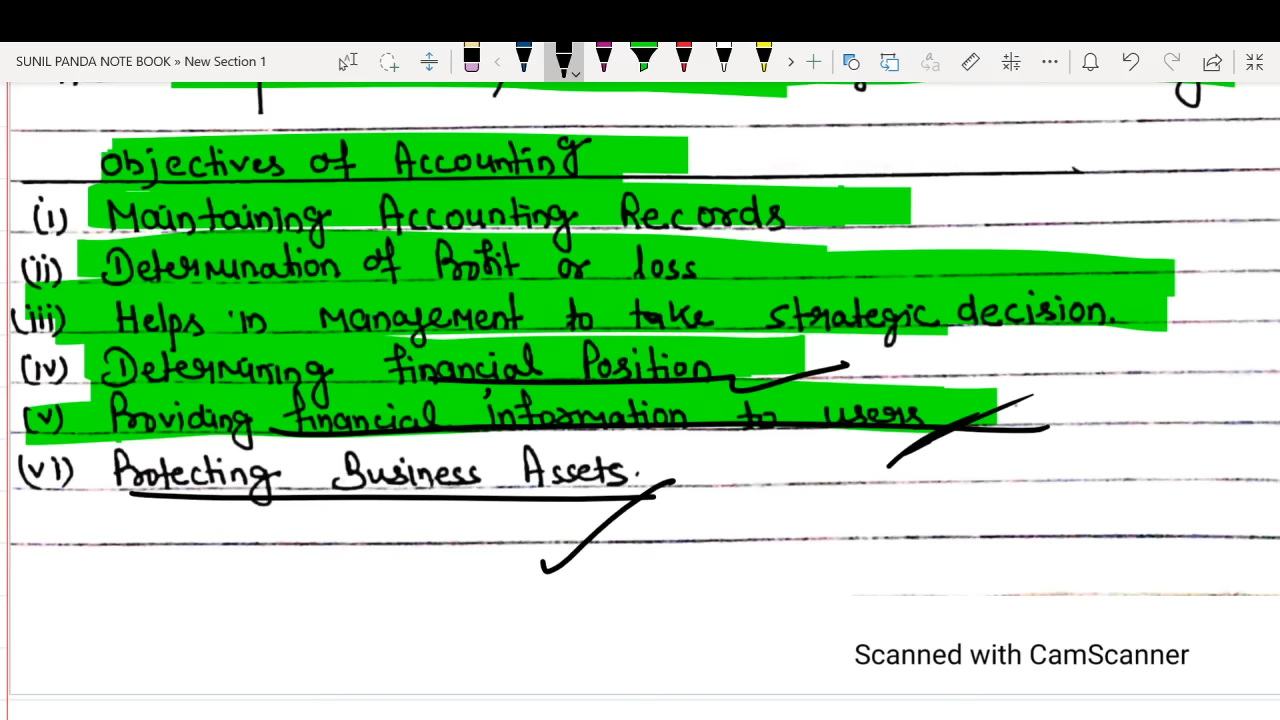 SUNIL PANDA NOTE BOOK » New Section 1
Objectives of Accounting
(i) Maintaining Accounting Records
(ii) Determination of Profit or loss
(iii) Helps in management to take strategic decision.
(iv) Determining financial Position
(v) Providing financial information to users
(vi) Protecting Business Assets.
Scanned with CamScanner